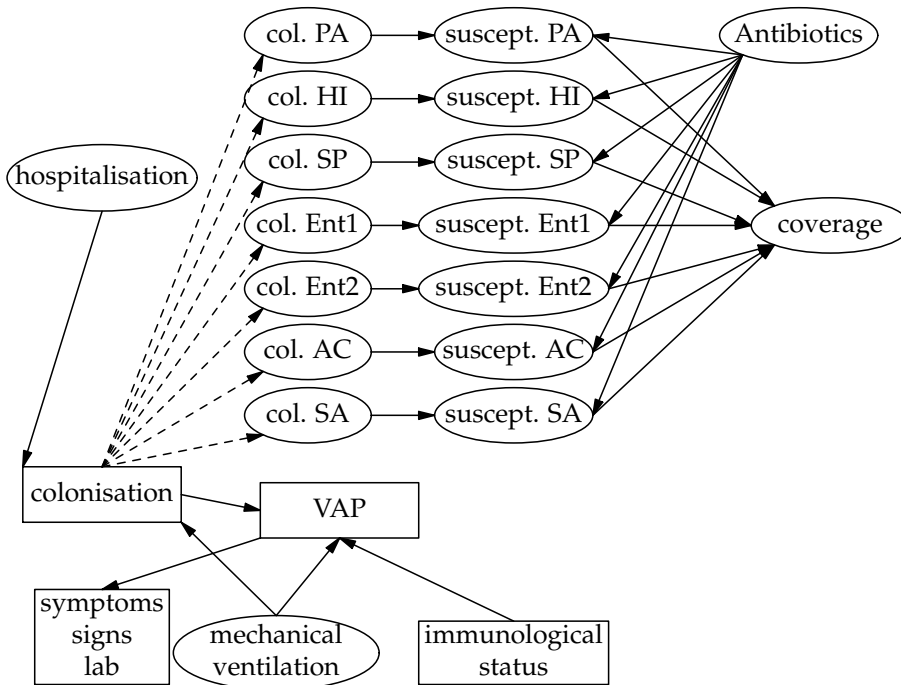 col. PA
suscept. PA
Antibiotics
col. HI
suscept. HI
col. SP
suscept. SP
hospitalisation
col. Ent1
suscept. Ent1
coverage
col. Ent2
suscept. Ent2
col. AC
suscept. AC
col. SA
suscept. SA
colonisation
VAP
symptoms
signs
lab
mechanical
ventilation
immunological
status